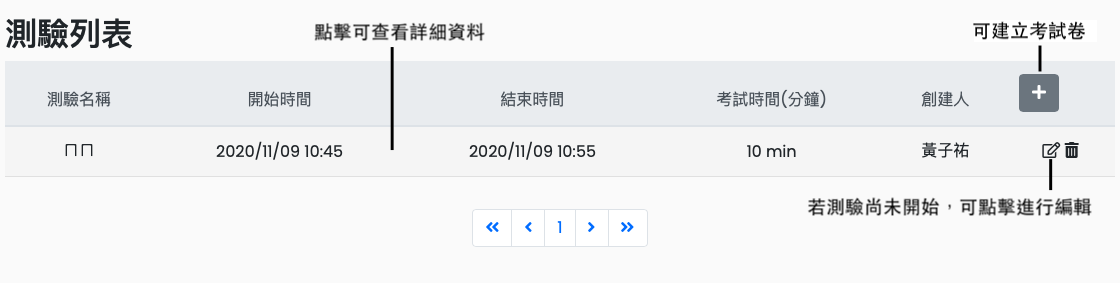 測驗列表
點擊可查看詳細資料
可建立考試卷
測驗名稱 開始時間 結束時間 考試時間(分鐘) 創建人 +
ㄇㄇ 2020/11/09 10:45 2020/11/09 10:55 10 min 黃子祐
若測驗尚未開始，可點擊進行編輯
« ‹ 1 › »